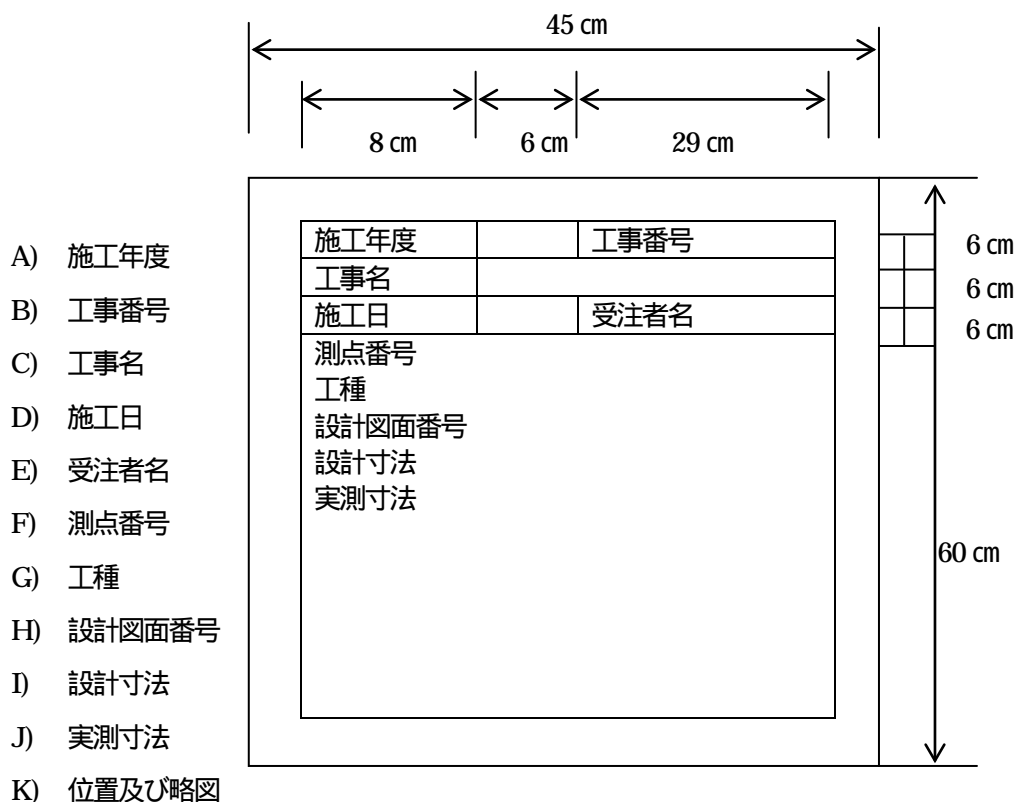 45 ㎝
8 ㎝ 6 ㎝ 29 ㎝
A) 施工年度
B) 工事番号
C) 工事名
D) 施工日
E) 受注者名
F) 測点番号
G) 工種
H) 設計図面番号
I) 設計寸法
J) 実測寸法
K) 位置及び略図
施工年度 工事番号
工事名
施工日 受注者名
測点番号
工種
設計図面番号
設計寸法
実測寸法
6 ㎝
6 ㎝
6 ㎝
60 ㎝